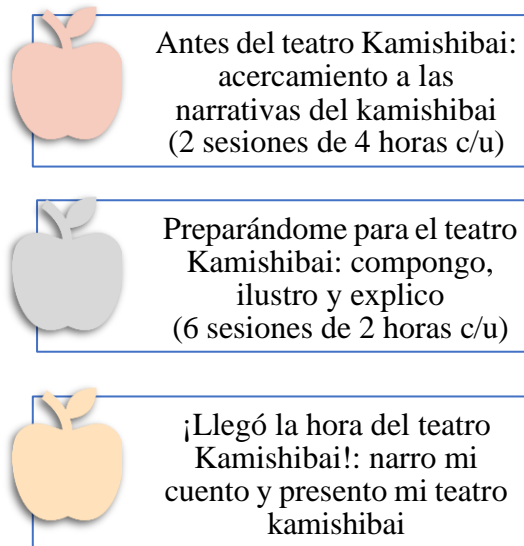 Antes del teatro Kamishibai:
acercamiento a las
narrativas del kamishibai
(2 sesiones de 4 horas c/u)
Preparándome para el teatro
Kamishibai: compongo,
ilustro y explico
(6 sesiones de 2 horas c/u)
¡Llegó la hora del teatro
Kamishibai!: narro mi
cuento y presento mi teatro
kamishibai